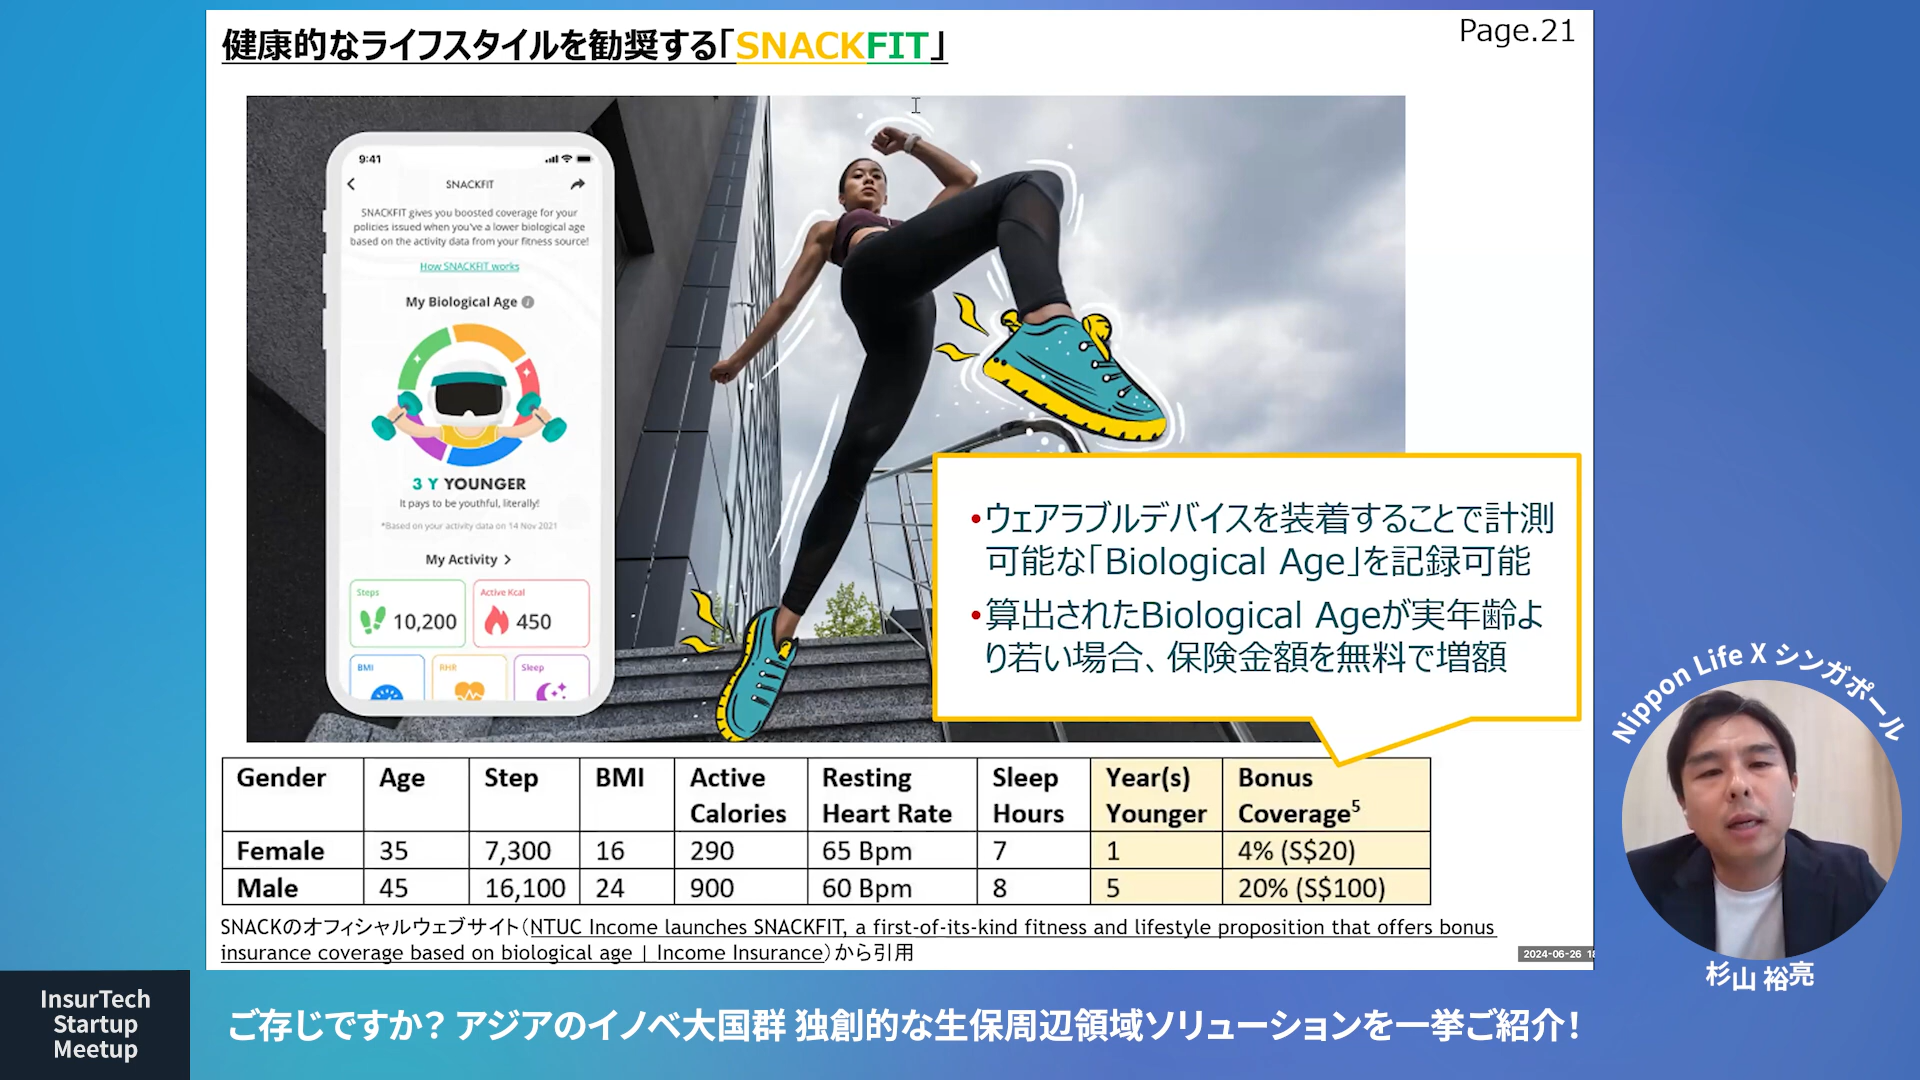 健康的なライフスタイルを勧奨する「SNACKFIT」
Page.21
9:41
SNACKFIT
SNACKFIT gives you boosted coverage for your
policies issued when you've a lower biological age
based on the activity data from your fitness source!
How SNACKFIT works
My Biological Age i
3 Y YOUNGER
It pays to be youthful, literally!
*Based on your activity data on 14 Nov 2021
My Activity >
Steps
10,200
Active Kcal
450
BMI
RHR
Sleep
•ウェアラブルデバイスを装着することで計測
可能な「Biological Age」を記録可能
•算出されたBiological Ageが実年齢よ
り若い場合、保険金額を無料で増額
Gender Age Step BMI Active Calories Resting Heart Rate Sleep Hours Year(s) Younger Bonus Coverage5
Female 35 7,300 16 290 65 Bpm 7 1 4% (S$20)
Male 45 16,100 24 900 60 Bpm 8 5 20% (S$100)
SNACKのオフィシャルウェブサイト（NTUC Income launches SNACKFIT, a first-of-its-kind fitness and lifestyle proposition that offers bonus
insurance coverage based on biological age | Income Insurance）から引用
2024-06-26
Nippon Life X シンガポール
杉山 裕亮
InsurTech
Startup
Meetup
ご存じですか？ アジアのイノベ大国群 独創的な生保周辺領域ソリューションを一挙ご紹介！